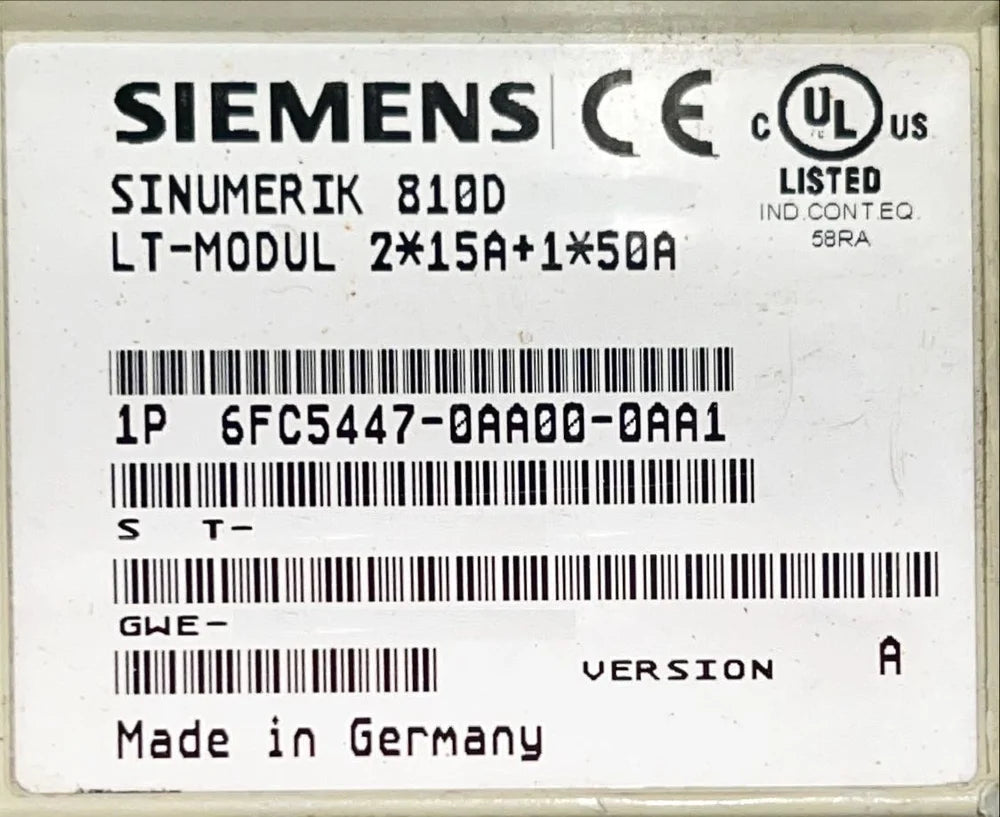 SIEMENS CE
C UL US
LISTED
IND.CONT.EQ.
58RA
SINUMERIK 810D
LT-MODUL 2*15A+1*50A
1P 6FC5447-0AA00-0AA1
S T-
GWE-
VERSION A
Made in Germany